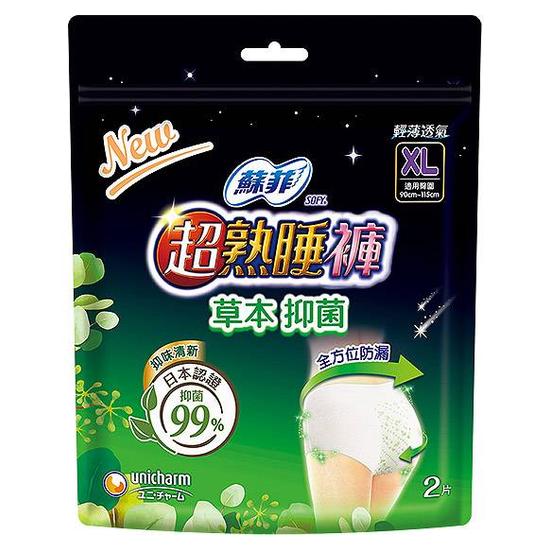 New
輕薄透氣
XL
適用臀圍
90cm~115cm
蘇菲
SOFY.
超熟睡褲
草本 抑菌
抑味清新
日本認證
抑菌
99%
全方位防漏
unicharm
ユニ・チャーム
2片